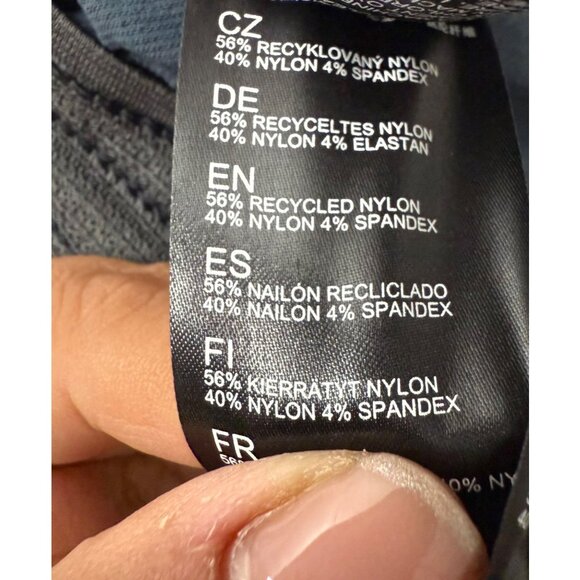 CZ
56% RECYKLOVANÝ NYLON
40% NYLON 4% SPANDEX
DE
56% RECYCELTES NYLON
40% NYLON 4% ELASTAN
EN
56% RECYCLED NYLON
40% NYLON 4% SPANDEX
ES
56% NAILÓN RECLICLADO
40% NAILON 4% SPANDEX
FI
56% KIERRATYT NYLON
40% NYLON 4% SPANDEX
FR